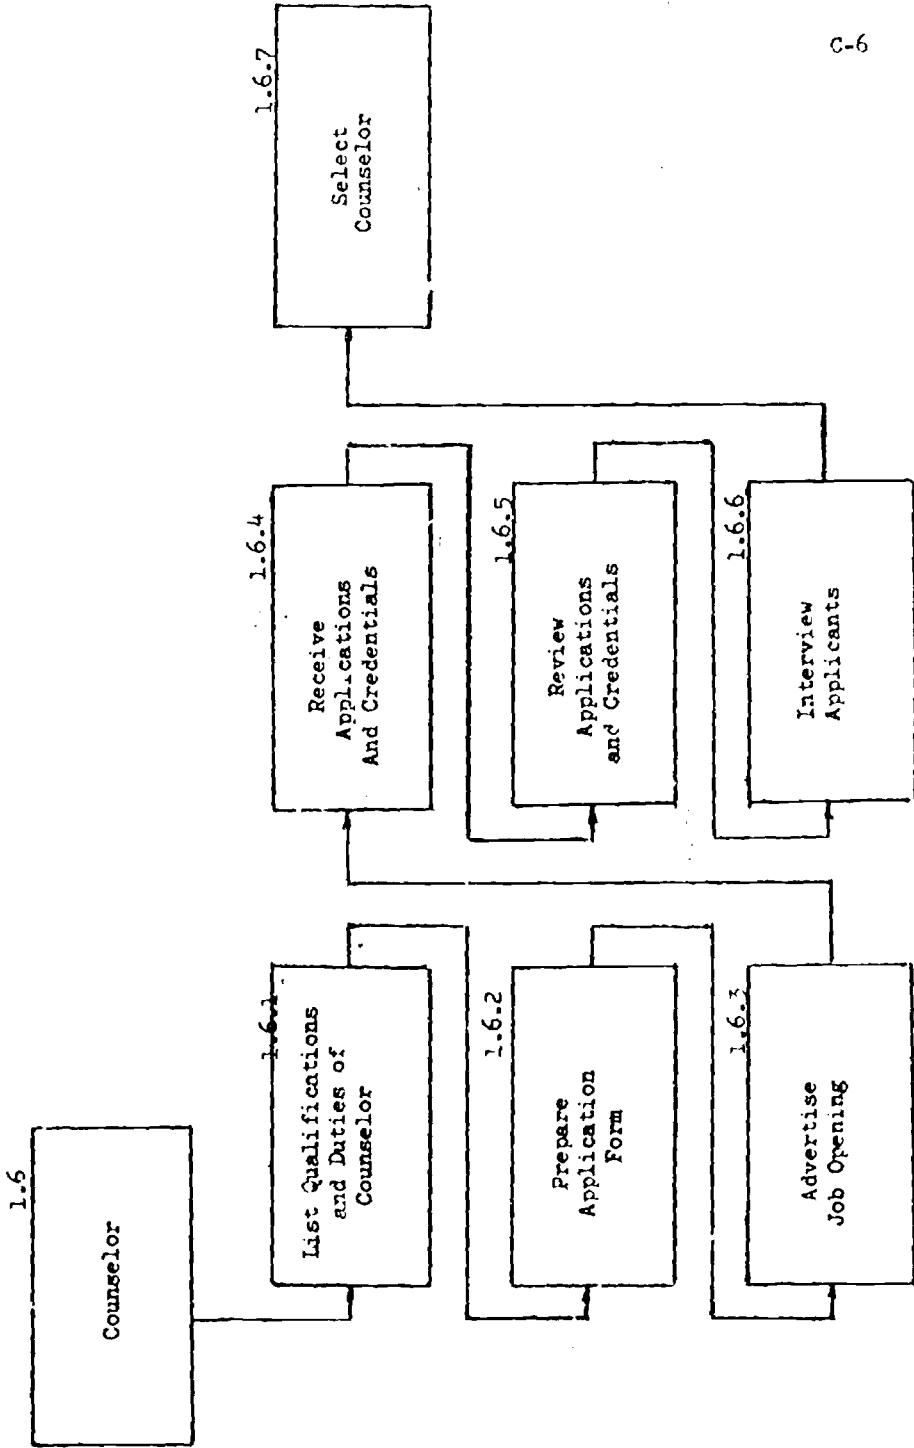 C-6
1.6
Counselor
1.6.1
List Qualifications
and Duties of
Counselor
1.6.2
Prepare
Application
Form
1.6.3
Advertise
Job Opening
1.6.4
Receive
Applications
And Credentials
1.6.5
Review
Applications
and Credentials
1.6.6
Interview
Applicants
1.6.7
Select
Counselor